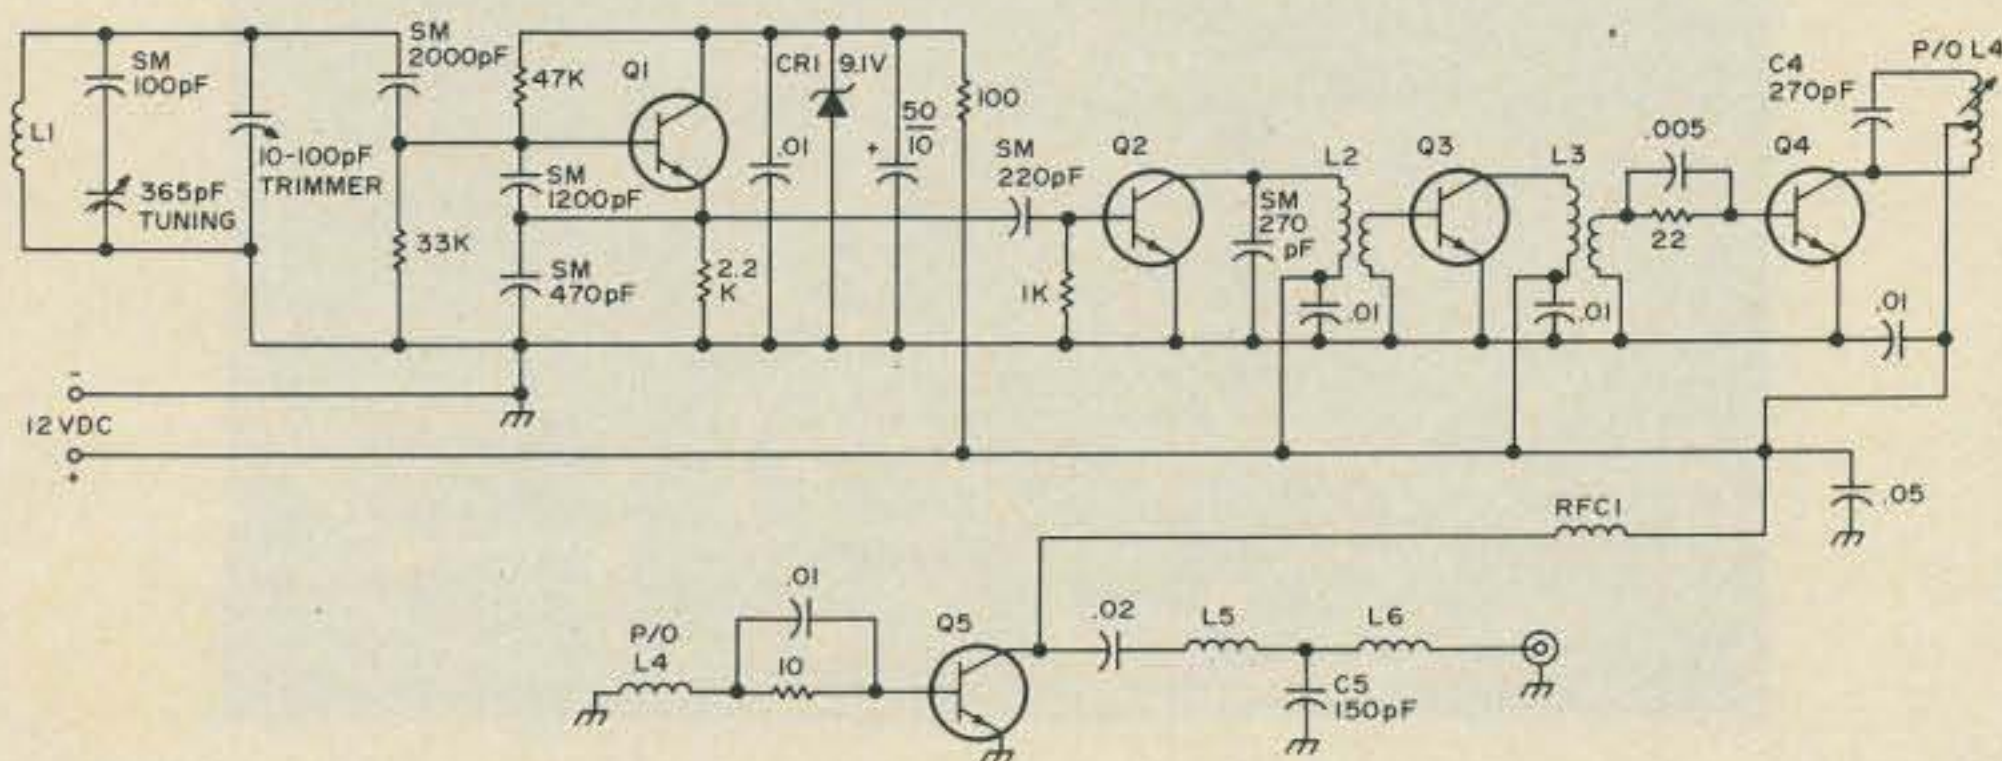 SM
2000pF
SM
100pF
L1
10-100pF
TRIMMER
365pF
TUNING
33K
47K
Q1
SM
1200pF
SM
470pF
2.2
K
.01
CR1 9.1V
50
10
+
100
SM
220pF
1K
Q2
SM
270
pF
L2
.01
Q3
L3
.01
.005
22
Q4
C4
270pF
P/O L4
.01
-
12 VDC
+
.05
RFC1
P/O
L4
.01
10
Q5
.02
L5
L6
C5
150pF